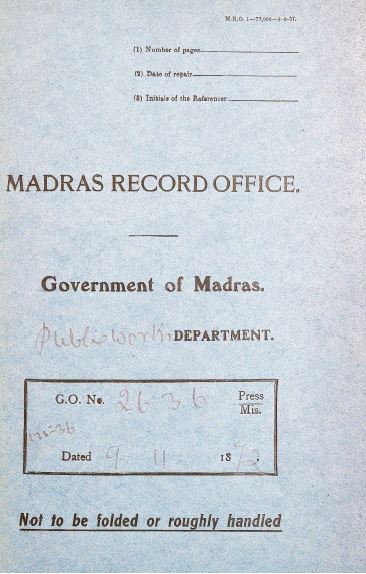 M.R.O. 1—77,000—6-8-37.
(1) Number of pages
(2) Date of repair
(3) Initials of the Referencer
MADRAS RECORD OFFICE.
Government of Madras.
Public Works DEPARTMENT.
G.O. No. 2636 Press
Mis.
Dated 9 11 1872
Not to be folded or roughly handled